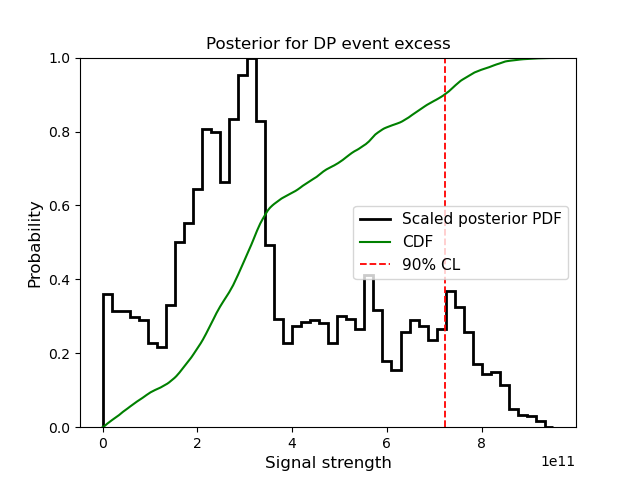 Posterior for DP event excess
1.0
0.8
0.6
0.4
0.2
0.0
Probability
Scaled posterior PDF
CDF
90% CL
0 2 4 6 8
1e11
Signal strength